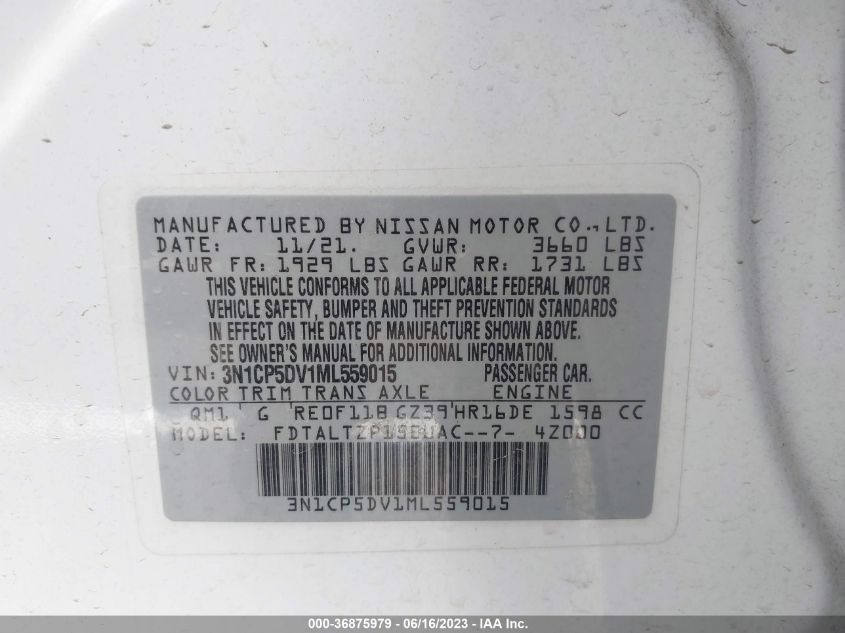 MANUFACTURED BY NISSAN MOTOR CO., LTD.
DATE: 11/21. GVWR: 3660 LBS
GAWR FR: 1929 LBS GAWR RR: 1731 LBS
THIS VEHICLE CONFORMS TO ALL APPLICABLE FEDERAL MOTOR
VEHICLE SAFETY, BUMPER AND THEFT PREVENTION STANDARDS
IN EFFECT ON THE DATE OF MANUFACTURE SHOWN ABOVE.
SEE OWNER'S MANUAL FOR ADDITIONAL INFORMATION.
VIN: 3N1CP5DV1ML559015 PASSENGER CAR.
COLOR TRIM TRANS AXLE ENGINE
QM1 G RE0F11B GZ39 HR16DE 1598 CC
MODEL: 4Z000
3N1CP5DV1ML559015
000-36875979 - 06/16/2023 - IAA Inc.